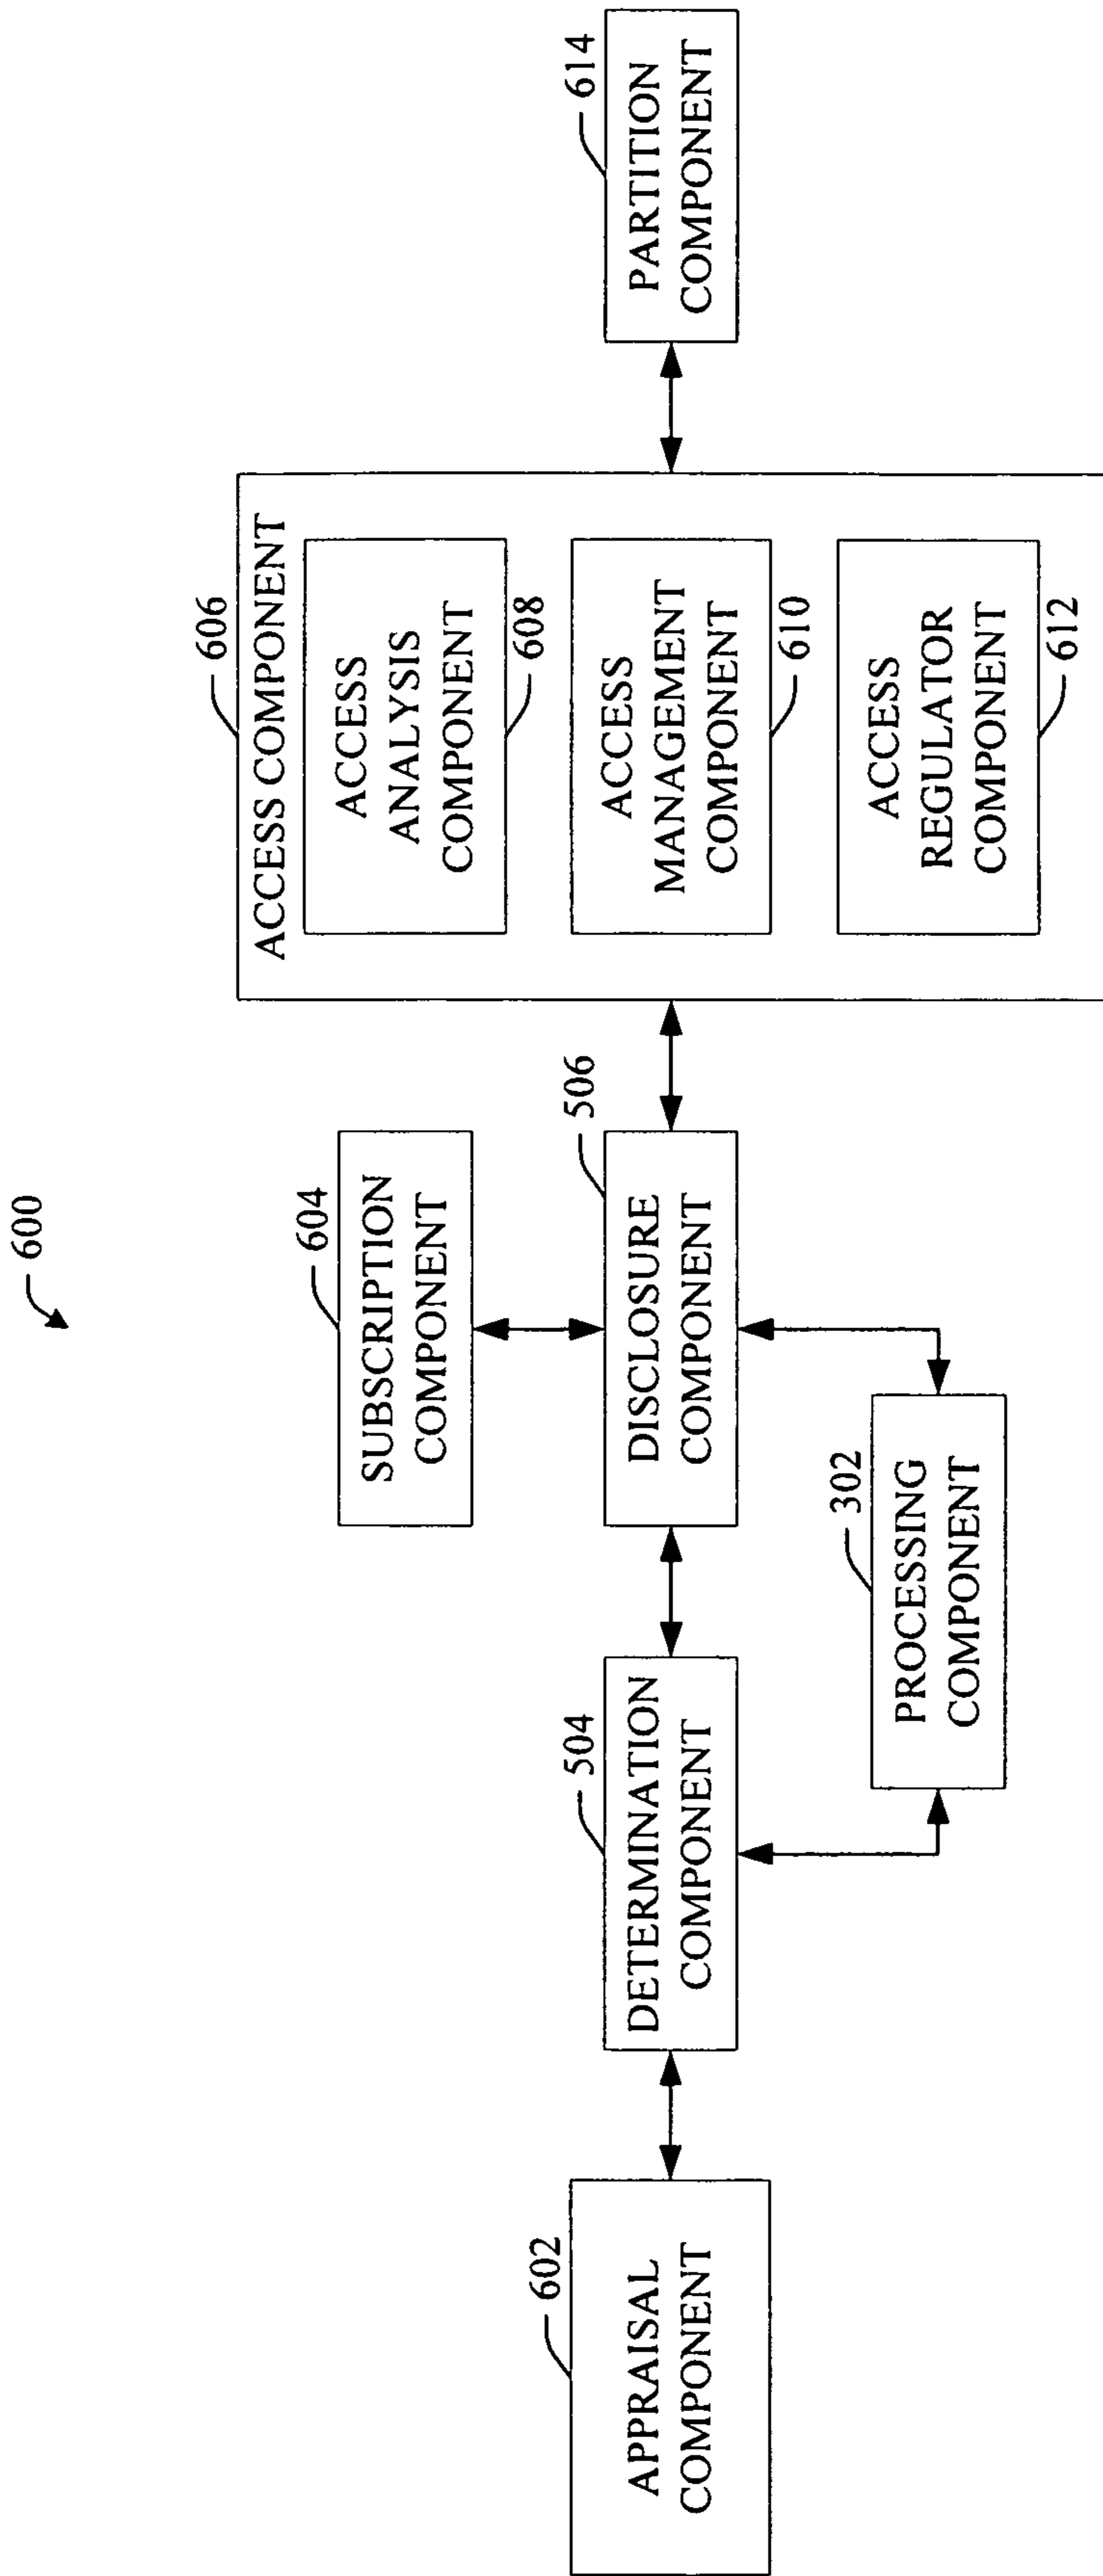 600
606
ACCESS COMPONENT
604
SUBSCRIPTION
COMPONENT
ACCESS
ANALYSIS
COMPONENT
608
602
APPRAISAL
COMPONENT
504
DETERMINATION
COMPONENT
506
DISCLOSURE
COMPONENT
ACCESS
MANAGEMENT
COMPONENT
610
614
PARTITION
COMPONENT
302
PROCESSING
COMPONENT
ACCESS
REGULATOR
COMPONENT
612